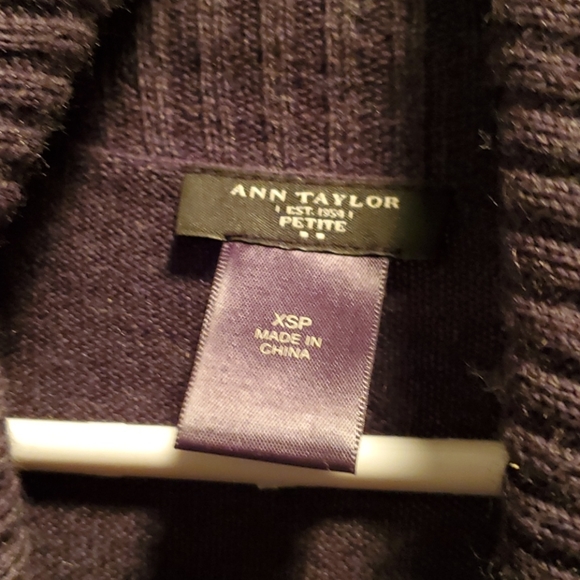 ANN TAYLOR
EST. 1954
PETITE
XSP
MADE IN
CHINA